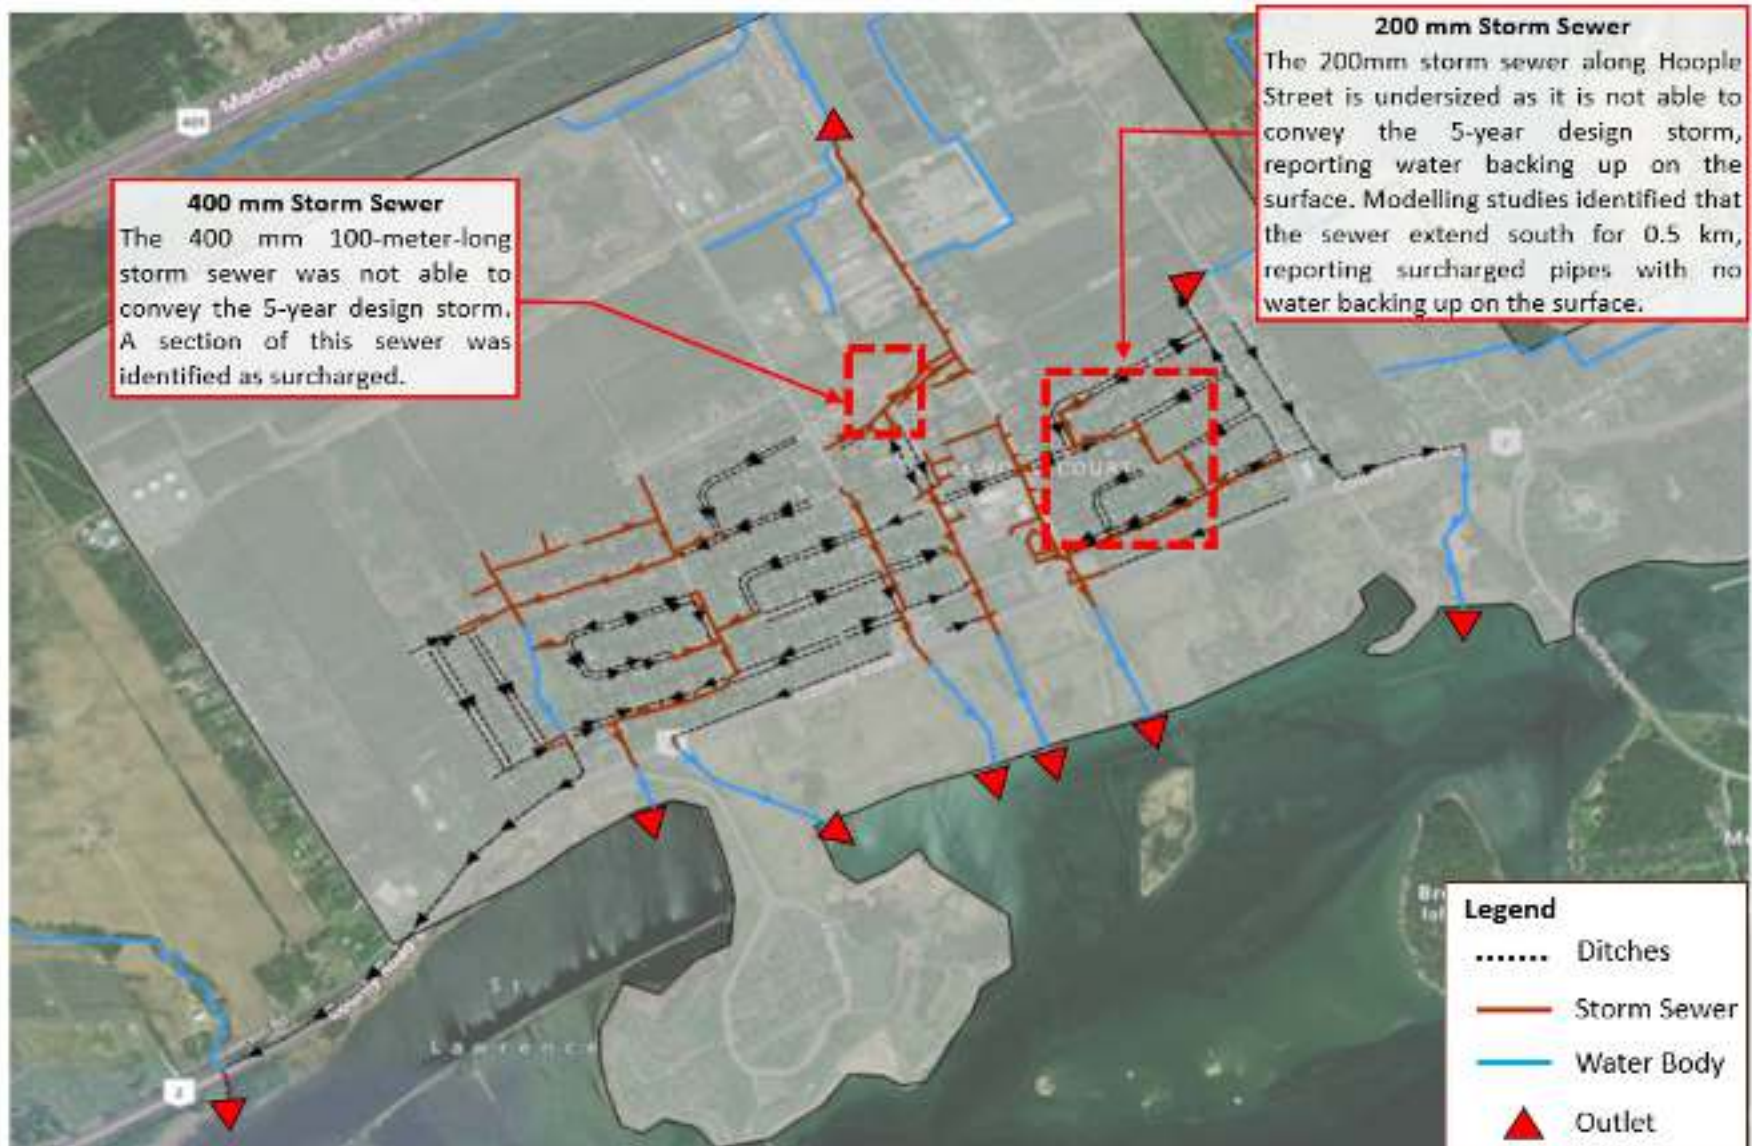 Macdonald Cartier Fwy
401
200 mm Storm Sewer
The 200mm storm sewer along Hoople
Street is undersized as it is not able to
convey the 5-year design storm,
reporting water backing up on the
surface. Modelling studies identified that
the sewer extend south for 0.5 km,
reporting surcharged pipes with no
water backing up on the surface.
400 mm Storm Sewer
The 400 mm 100-meter-long
storm sewer was not able to
convey the 5-year design storm.
A section of this sewer was
identified as surcharged.
COURT
2
St
Lawrence
2
Legend
Ditches
Storm Sewer
Water Body
Outlet